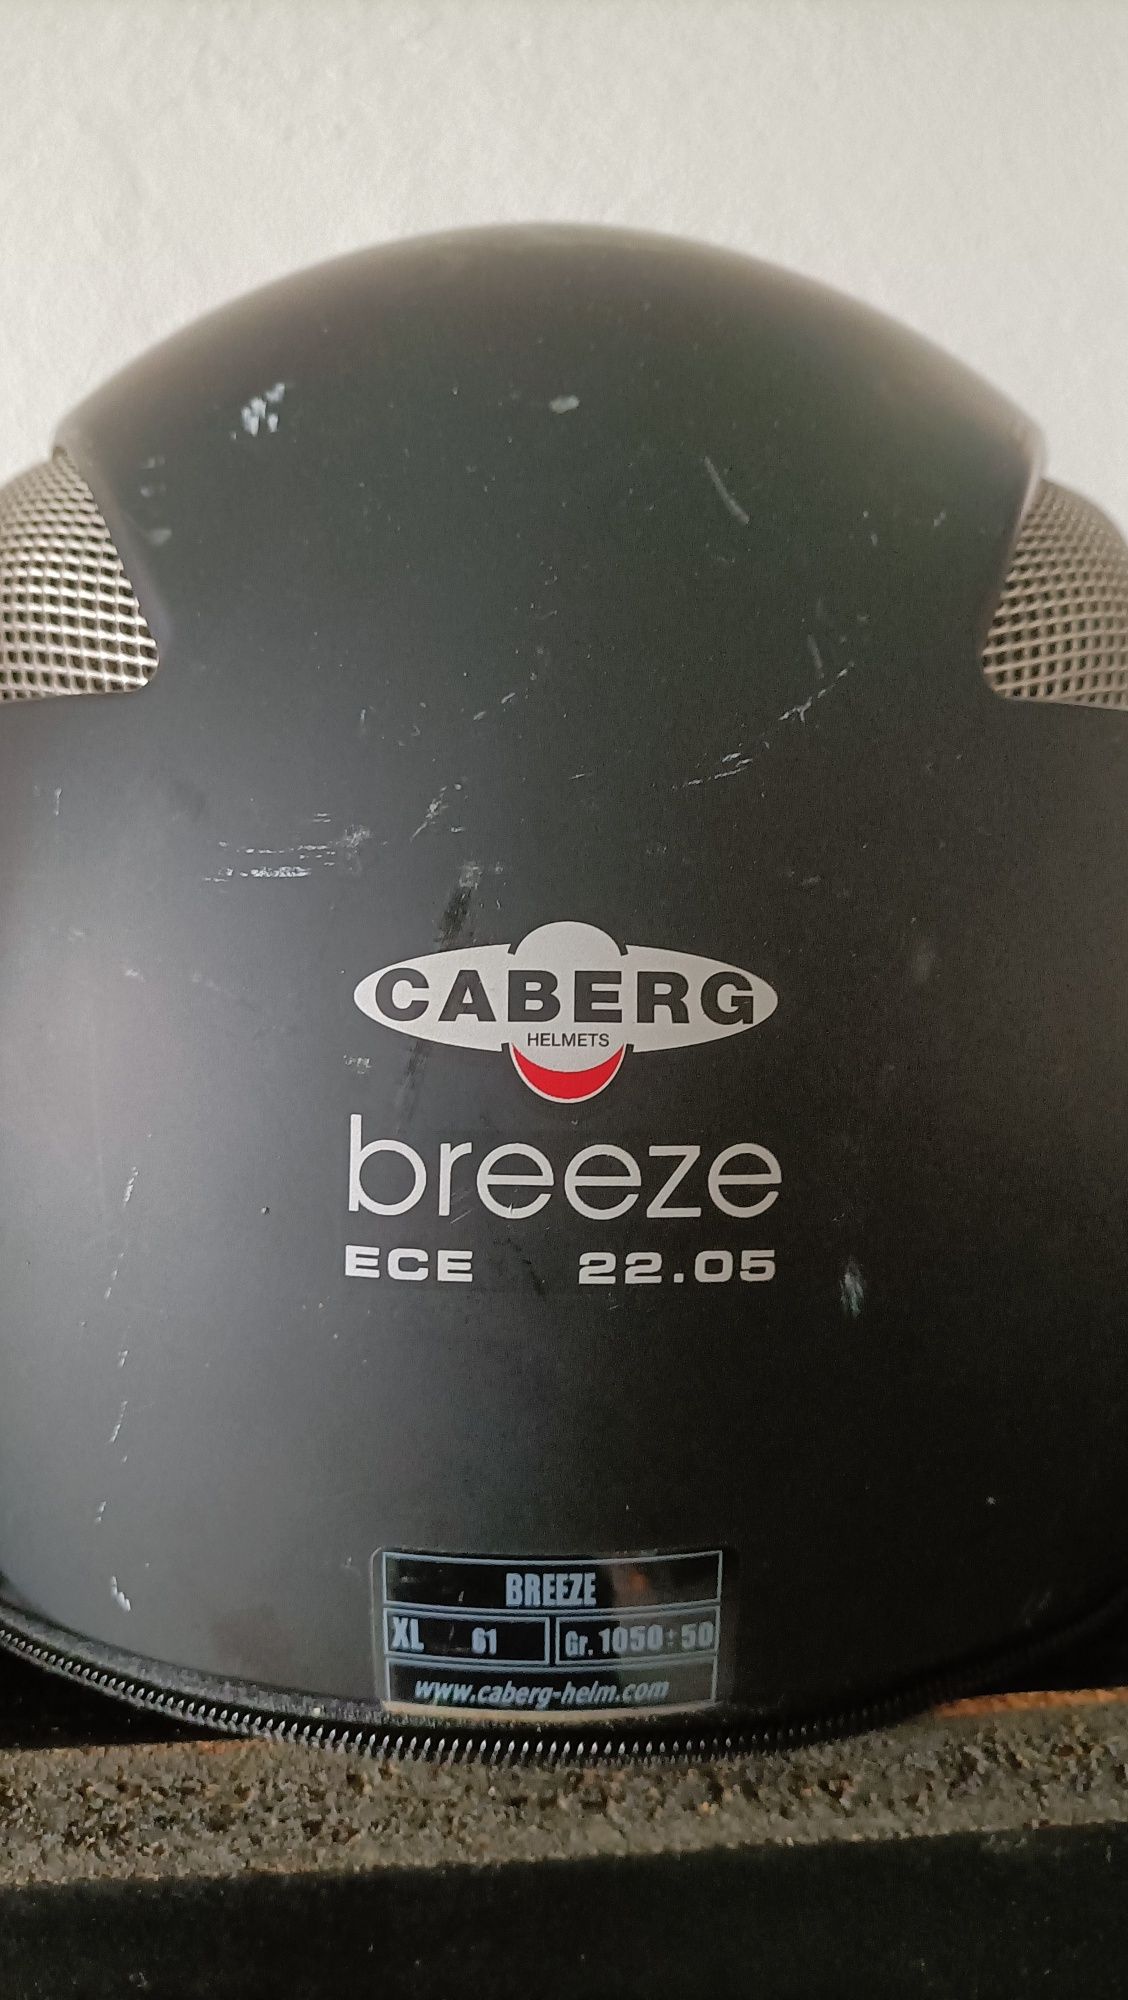 CABERG
HELMETS
breeze
ECE 22.05
BREEZE
XL 61 Gr. 1050±50
www.caberg-helm.com